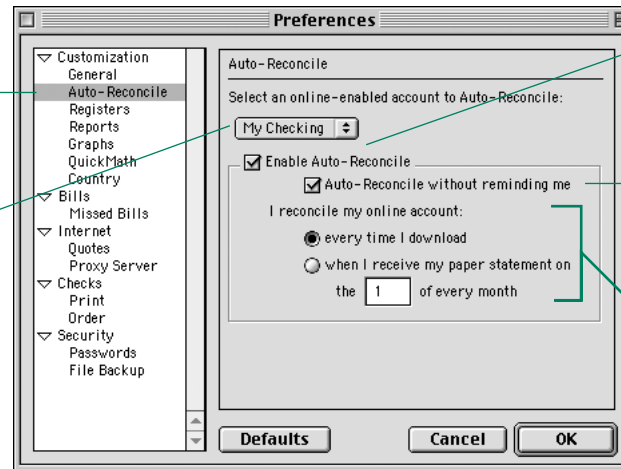 Preferences
Customization
General
Auto-Reconcile
Registers
Reports
Graphs
QuickMath
Country
Bills
Missed Bills
Internet
Quotes
Proxy Server
Checks
Print
Order
Security
Passwords
File Backup
Auto-Reconcile
Select an online-enabled account to Auto-Reconcile:
My Checking
Enable Auto-Reconcile
Auto-Reconcile without reminding me
I reconcile my online account:
every time I download
when I receive my paper statement on
the 1 of every month
Defaults
Cancel
OK